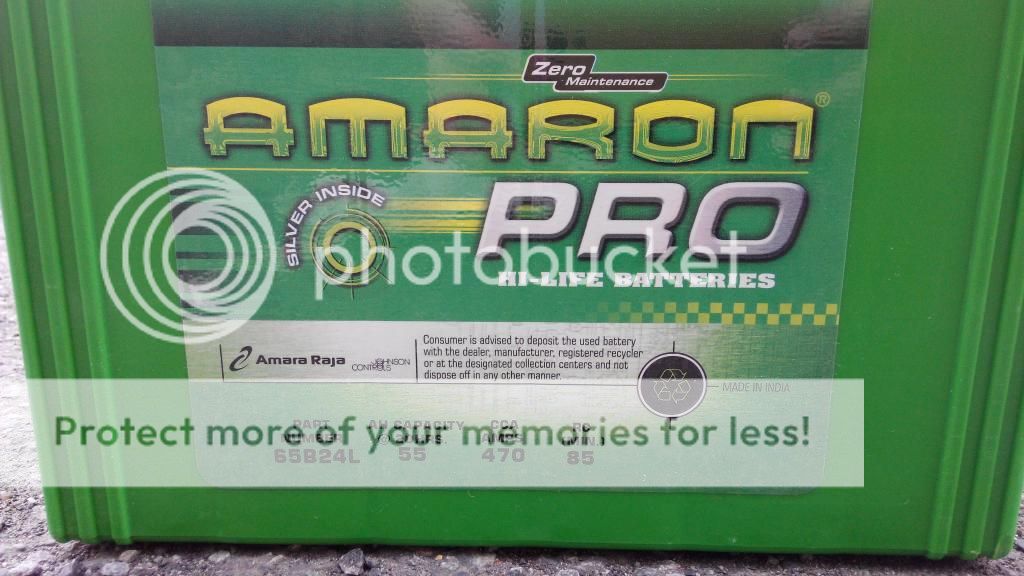 Zero
Maintenance
AMARON®
PRO
SILVER INSIDE
photobucket
HI-LIFE BATTERIES
Amara Raja
JOHNSON
CONTROLS
Consumer is advised to deposit the used battery
with the dealer, manufacturer, registered recycler
or at the designated collection centers and not
dispose off in any other manner.
MADE IN INDIA
Protect more of your memories for less!
PART NUMBER
AH CAPACITY
CCA AMPS
RC (MIN.)
65B24L 55 470 85